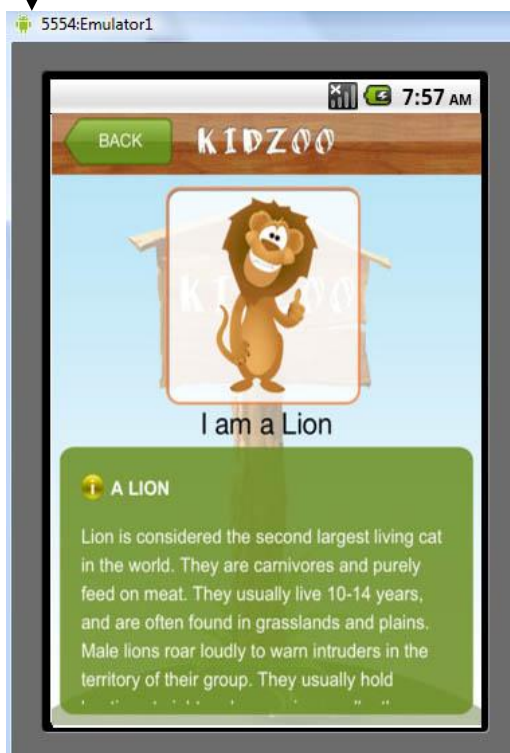 5554:Emulator1
7:57 AM
BACK
KIDZOO
I am a Lion
A LION
Lion is considered the second largest living cat
in the world. They are carnivores and purely
feed on meat. They usually live 10-14 years,
and are often found in grasslands and plains.
Male lions roar loudly to warn intruders in the
territory of their group. They usually hold